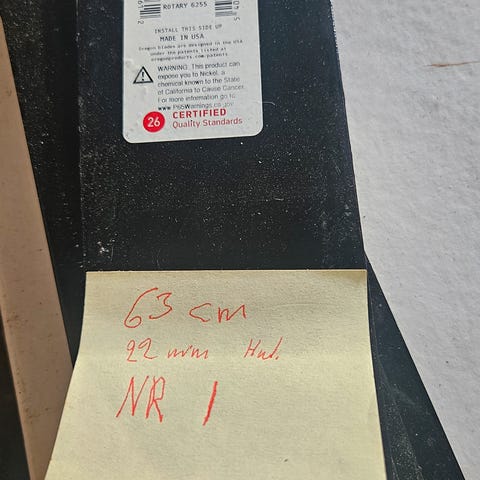 ROTARY 6255
INSTALL THIS SIDE UP
MADE IN USA
Oregon blades are designed in the USA
under the patents listed at
oregonproducts.com/patents
WARNING: This product can
expose you to Nickel, a
chemical known to the State
of California to Cause Cancer.
For more information go to
www.P65Warnings.ca.gov
26 CERTIFIED
Quality Standards
63 cm
22 mm Hul.
NR 1